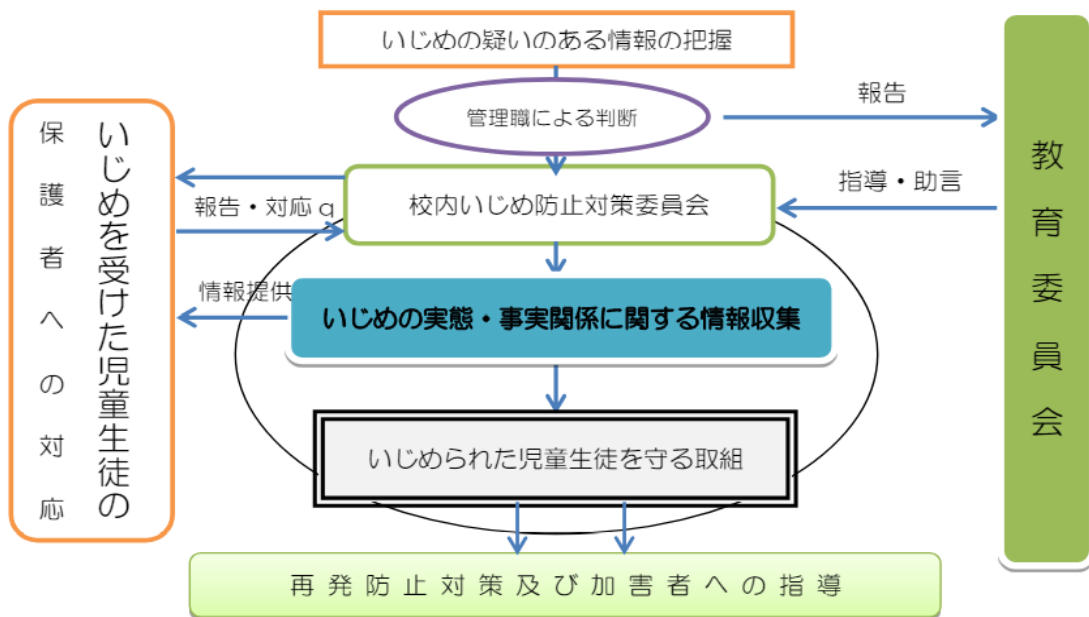 いじめの疑いのある情報の把握
管理職による判断
報告
教育委員会
いじめを受けた児童生徒の
保護者への対応
校内いじめ防止対策委員会
指導・助言
報告・対応q
情報提供
いじめの実態・事実関係に関する情報収集
いじめられた児童生徒を守る取組
再発防止対策及び加害者への指導